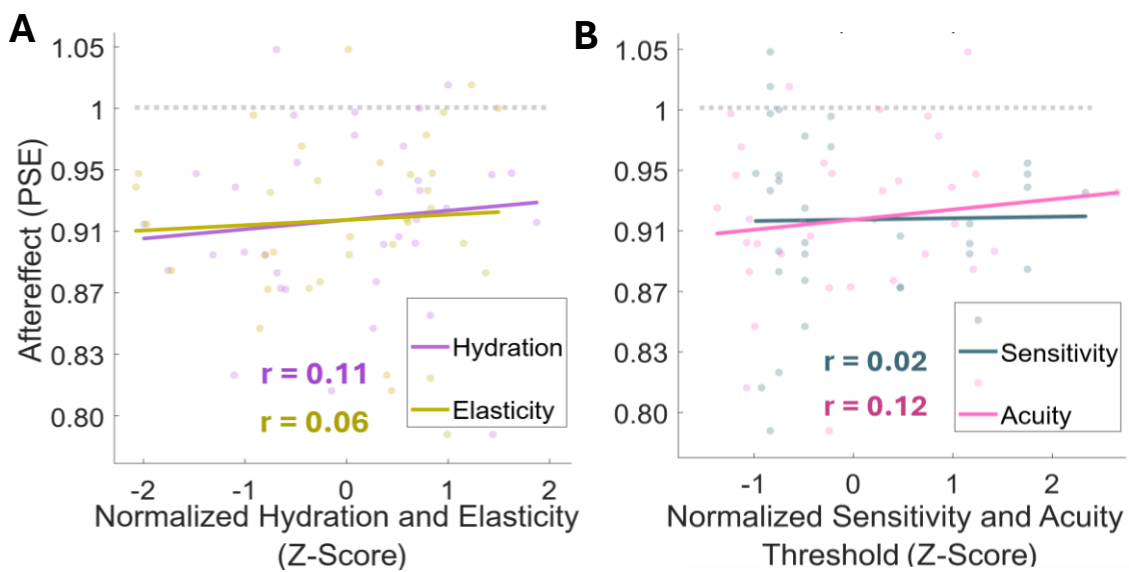 A
Aftereffect (PSE)
1.05
1
0.95
0.91
0.87
0.83
0.80
Hydration
Elasticity
r = 0.11
r = 0.06
-2 -1 0 1 2
Normalized Hydration and Elasticity
(Z-Score)
B
1.05
1
0.95
0.91
0.87
0.83
0.80
Sensitivity
Acuity
r = 0.02
r = 0.12
-1 0 1 2
Normalized Sensitivity and Acuity
Threshold (Z-Score)